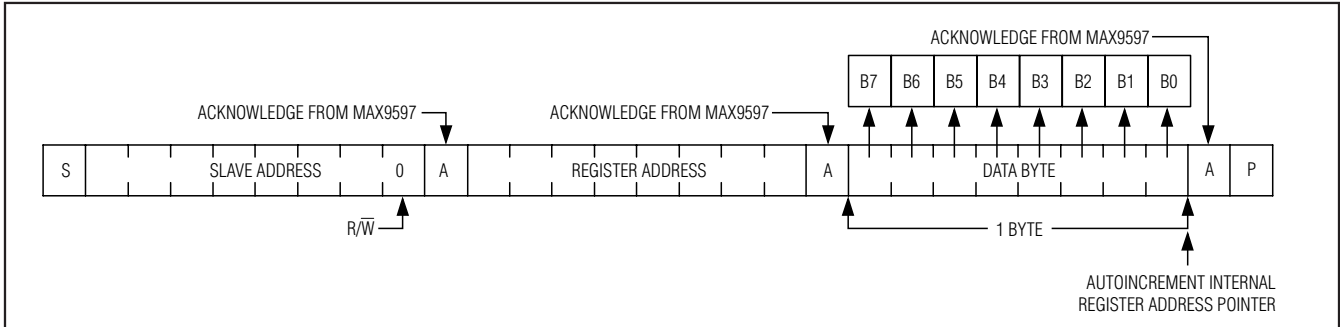 ACKNOWLEDGE FROM MAX9597
B7 B6 B5 B4 B3 B2 B1 B0
ACKNOWLEDGE FROM MAX9597 ACKNOWLEDGE FROM MAX9597
S SLAVE ADDRESS 0 A REGISTER ADDRESS A DATA BYTE A P
R/W̅ 1 BYTE
AUTOINCREMENT INTERNAL
REGISTER ADDRESS POINTER